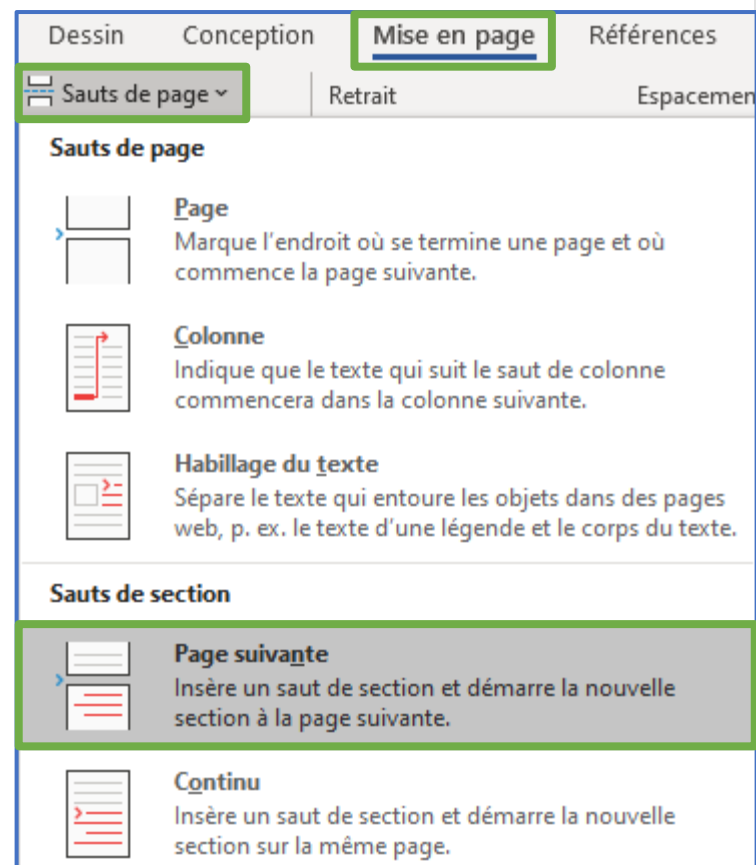 Dessin Conception Mise en page Références
Sauts de page Retrait
Sauts de page
Page
Marque l'endroit où se termine une page et où
commence la page suivante.
Colonne
Indique que le texte qui suit le saut de colonne
commencera dans la colonne suivante.
Habillage du texte
Sépare le texte qui entoure les objets dans des pages
web, p. ex. le texte d'une légende et le corps du texte.
Sauts de section
Page suivante
Insère un saut de section et démarre la nouvelle
section à la page suivante.
Continu
Insère un saut de section et démarre la nouvelle
section sur la même page.